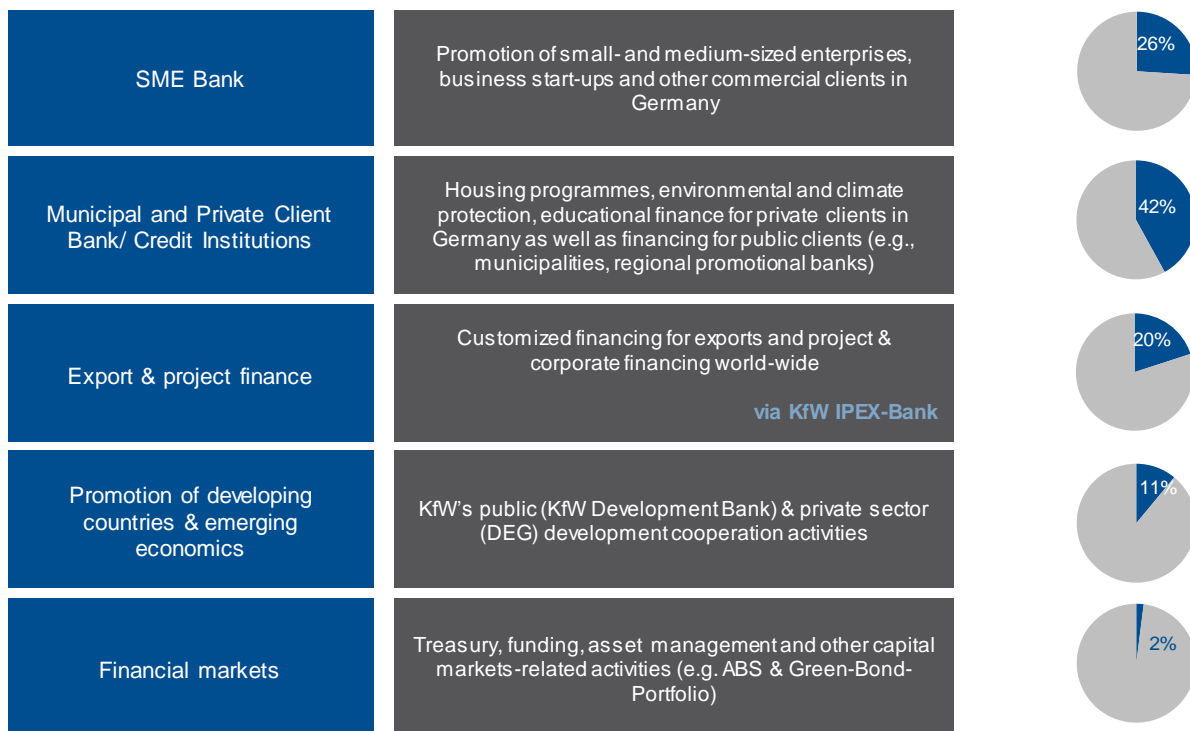 SME Bank
Promotion of small- and medium-sized enterprises,
business start-ups and other commercial clients in
Germany
26%
Municipal and Private Client
Bank/ Credit Institutions
Housing programmes, environmental and climate
protection, educational finance for private clients in
Germany as well as financing for public clients (e.g.,
municipalities, regional promotional banks)
42%
Export & project finance
Customized financing for exports and project &
corporate financing world-wide
via KfW IPEX-Bank
20%
Promotion of developing
countries & emerging
economics
KfW's public (KfW Development Bank) & private sector
(DEG) development cooperation activities
11%
Financial markets
Treasury, funding, asset management and other capital
markets-related activities (e.g. ABS & Green-Bond-
Portfolio)
2%